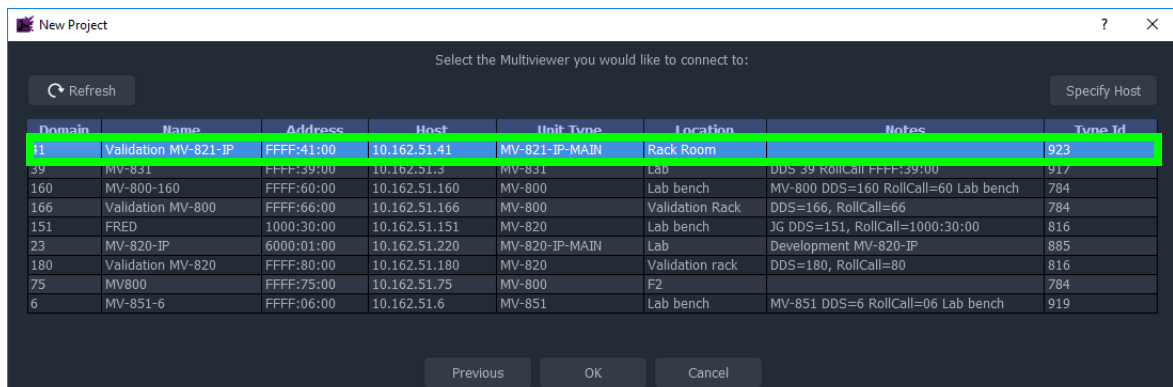 New Project ? ×
Select the Multiviewer you would like to connect to:
Refresh Specify Host
Domain Name Address Host Unit Type Location Notes Type Id
41 Validation MV-821-IP FFFF:41:00 10.162.51.41 MV-821-IP-MAIN Rack Room 923
39 MV-831 FFFF:39:00 10.162.51.3 MV-831 Lab DDS 39 RollCall FFFF:39:00 917
160 MV-800-160 FFFF:60:00 10.162.51.160 MV-800 Lab bench MV-800 DDS=160 RollCall=60 Lab bench 784
166 Validation MV-800 FFFF:66:00 10.162.51.166 MV-800 Validation Rack DDS=166, RollCall=66 784
151 FRED 1000:30:00 10.162.51.151 MV-820 Lab bench JG DDS=151, RollCall=1000:30:00 816
23 MV-820-IP 6000:01:00 10.162.51.220 MV-820-IP-MAIN Lab Development MV-820-IP 885
180 Validation MV-820 FFFF:80:00 10.162.51.180 MV-820 Validation rack DDS=180, RollCall=80 816
75 MV800 FFFF:75:00 10.162.51.75 MV-800 F2 784
6 MV-851-6 FFFF:06:00 10.162.51.6 MV-851 Lab bench MV-851 DDS=6 RollCall=06 Lab bench 919
Previous OK Cancel